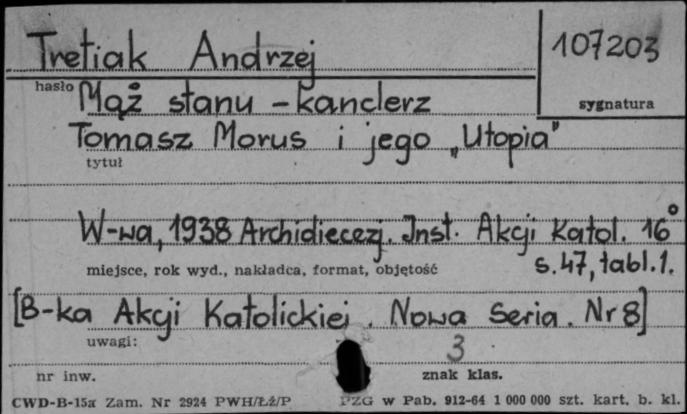 Tretiak Andrzej
107203
hasło
Mąż stanu – kanclerz
sygnatura
Tomasz Morus i jego „Utopia"
tytuł
W-wa, 1938 Archidiecezj. Inst. Akcji Katol. 16°
miejsce, rok wyd., nakładca, format, objętość
s. 47, tabl. 1.
[B-ka Akcji Katolickiej. Nowa Seria. Nr 8]
uwagi:
3
nr inw.
znak klas.
CWD-B-15a Zam. Nr 2924 PWH/Łż/P
PZG w Pab. 912-64 1 000 000 szt. kart. b. kl.